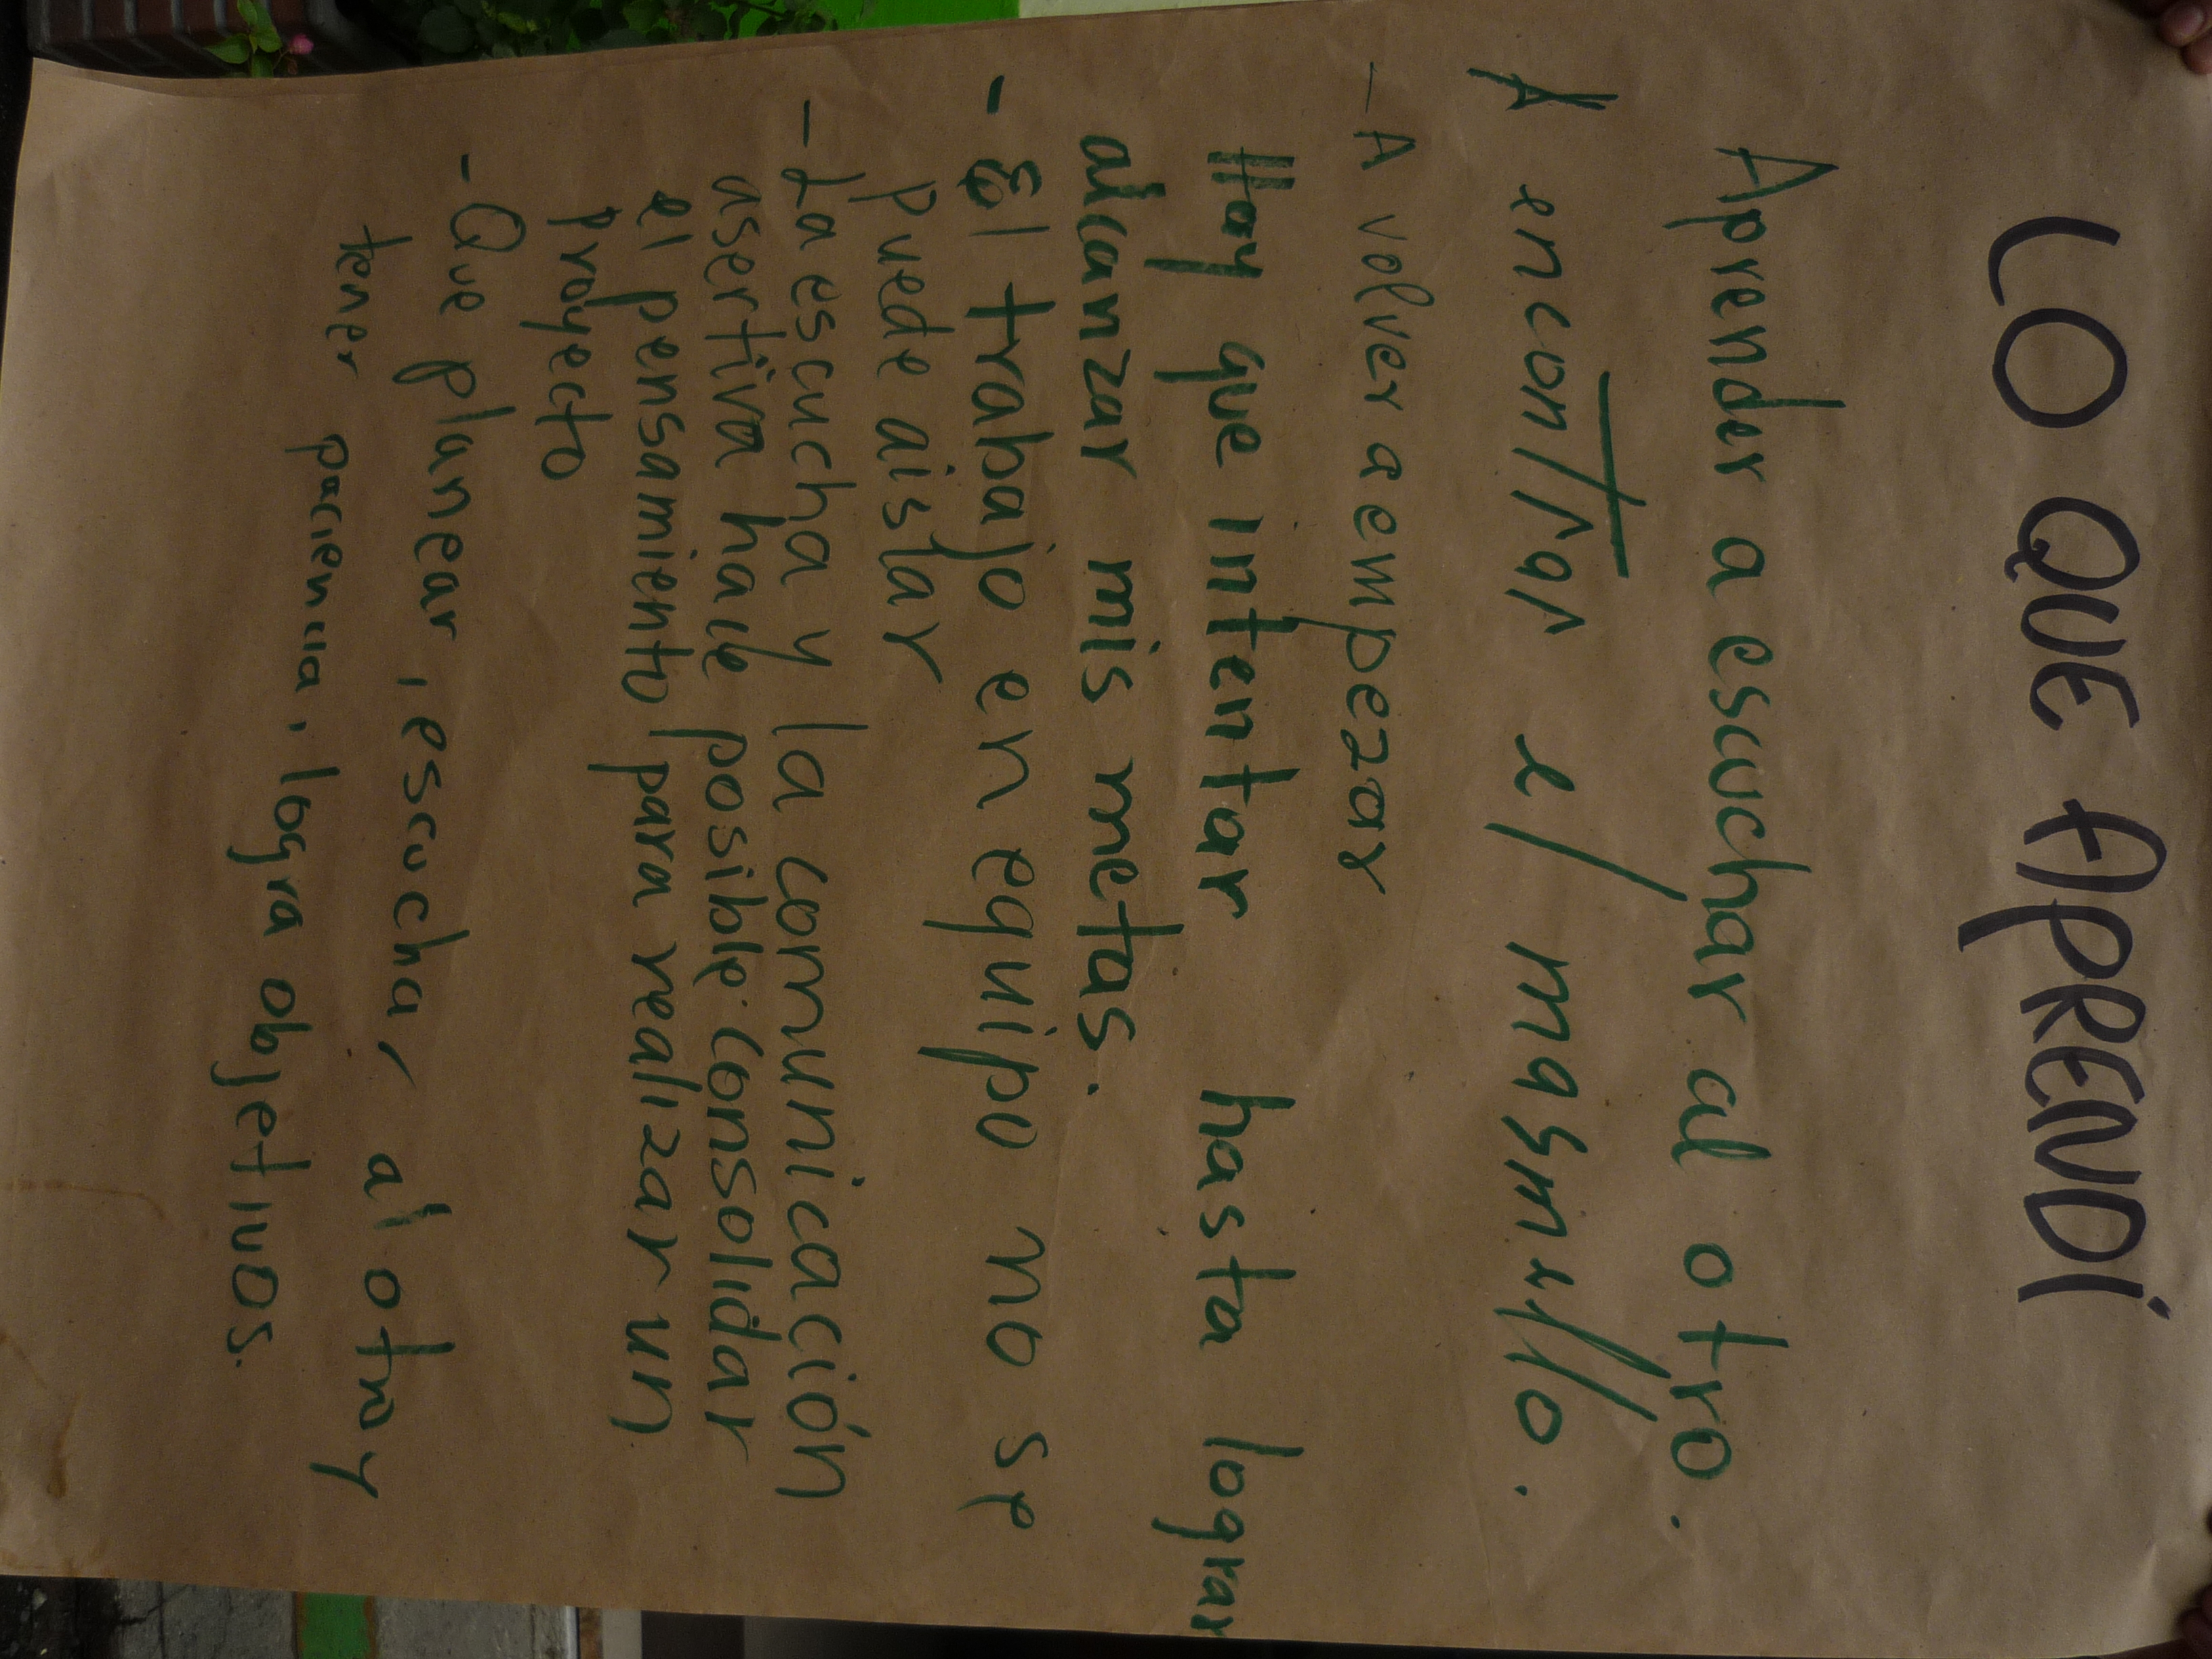 LO QUE APRENDÍ
Aprender a escuchar al otro.
A encontrar el masmello.
- A volver a empezar
Hay que intentar hasta lograr
alcanzar mis metas.
- El trabajo en equipo no se
puede aislar
- La escucha y la comunicación
asertiva hace posible consolidar
el pensamiento para realizar un
Proyecto
- Que planear, escuchar al otro y
tener paciencia, logra objetivos.